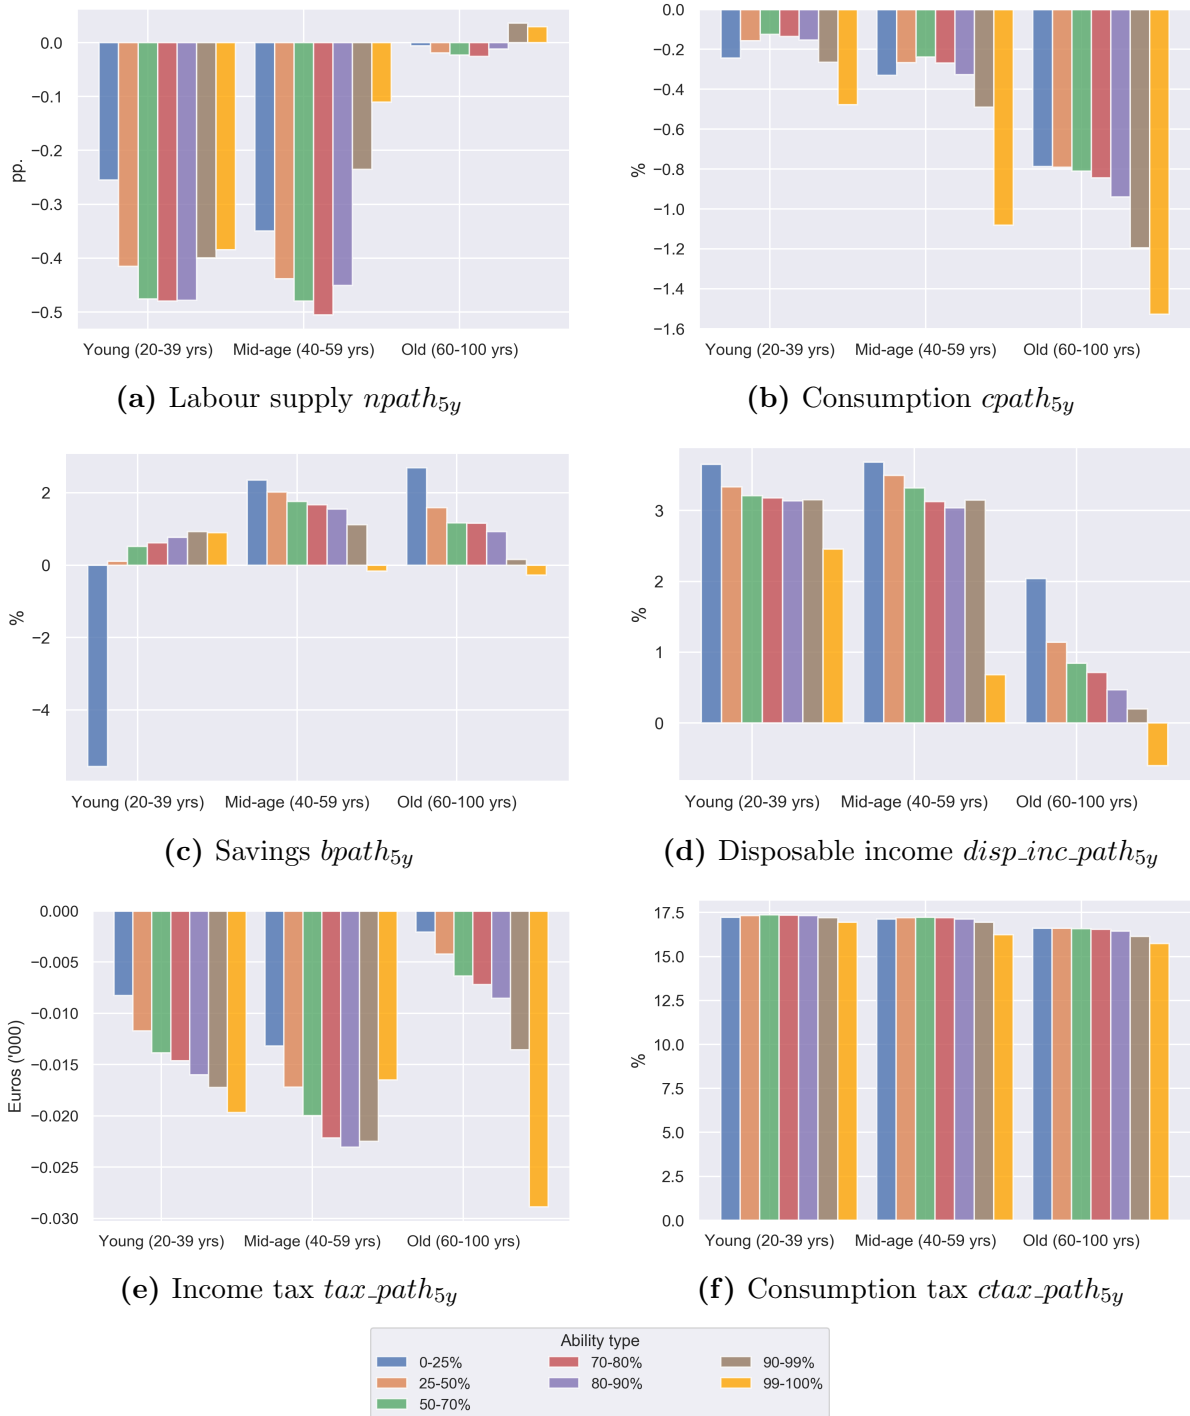 0.0
−0.1
−0.2
−0.3
−0.4
−0.5
pp.
Young (20-39 yrs) Mid-age (40-59 yrs) Old (60-100 yrs)
(a) Labour supply npath5y
0.0
−0.2
−0.4
−0.6
−0.8
−1.0
−1.2
−1.4
−1.6
%
Young (20-39 yrs) Mid-age (40-59 yrs) Old (60-100 yrs)
(b) Consumption cpath5y
2
0
−2
−4
%
Young (20-39 yrs) Mid-age (40-59 yrs) Old (60-100 yrs)
(c) Savings bpath5y
3
2
1
0
%
Young (20-39 yrs) Mid-age (40-59 yrs) Old (60-100 yrs)
(d) Disposable income disp_inc_path5y
0.000
−0.005
−0.010
−0.015
−0.020
−0.025
−0.030
Euros ('000)
Young (20-39 yrs) Mid-age (40-59 yrs) Old (60-100 yrs)
(e) Income tax tax_path5y
17.5
15.0
12.5
10.0
7.5
5.0
2.5
0.0
%
Young (20-39 yrs) Mid-age (40-59 yrs) Old (60-100 yrs)
(f) Consumption tax ctax_path5y
Ability type
0-25% 70-80% 90-99%
25-50% 80-90% 99-100%
50-70%